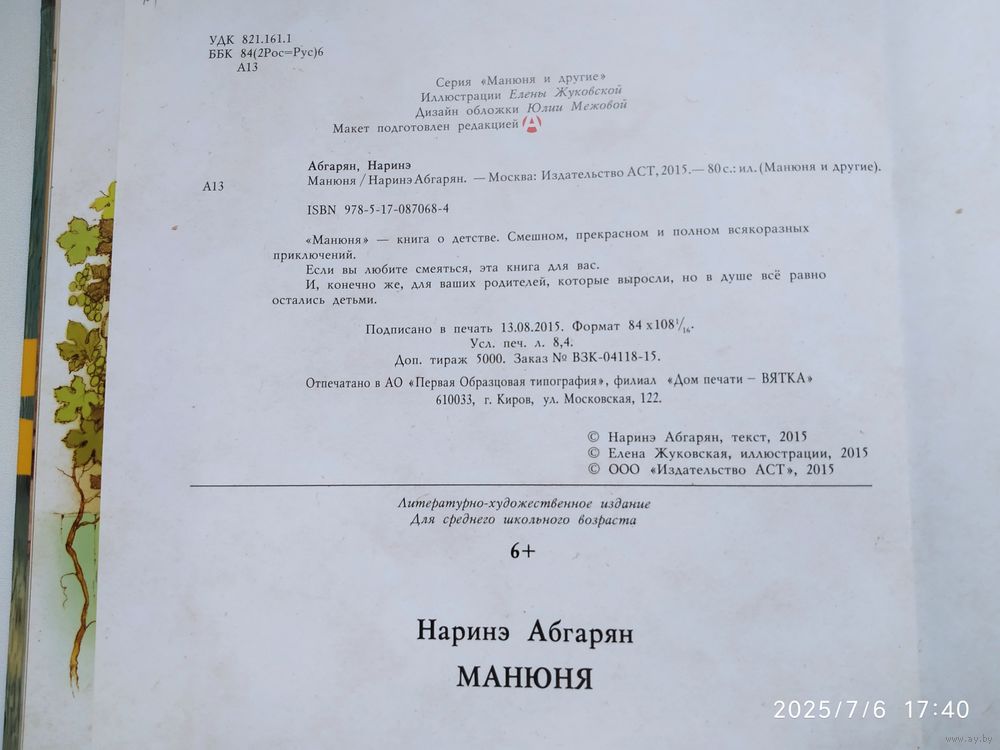 УДК 821.161.1
ББК 84(2Рос=Рус)6
А13
Серия «Манюня и другие»
Иллюстрации Елены Жуковской
Дизайн обложки Юлии Межовой
Макет подготовлен редакцией
Абгарян, Наринэ
А13 Манюня / Наринэ Абгарян. — Москва: Издательство АСТ, 2015.— 80 с.: ил. (Манюня и другие).
ISBN 978-5-17-087068-4
«Манюня» — книга о детстве. Смешном, прекрасном и полном всякоразных
приключений.
Если вы любите смеяться, эта книга для вас.
И, конечно же, для ваших родителей, которые выросли, но в душе всё равно
остались детьми.
Подписано в печать 13.08.2015. Формат 84 х108 1/16.
Усл. печ. л. 8,4.
Доп. тираж 5000. Заказ № ВЗК-04118-15.
Отпечатано в АО «Первая Образцовая типография», филиал «Дом печати – ВЯТКА»
610033, г. Киров, ул. Московская, 122.
© Наринэ Абгарян, текст, 2015
© Елена Жуковская, иллюстрации, 2015
© ООО «Издательство АСТ», 2015
Литературно-художественное издание
Для среднего школьного возраста
6+
Наринэ Абгарян
МАНЮНЯ
2025/7/6 17:40
www.ay.by